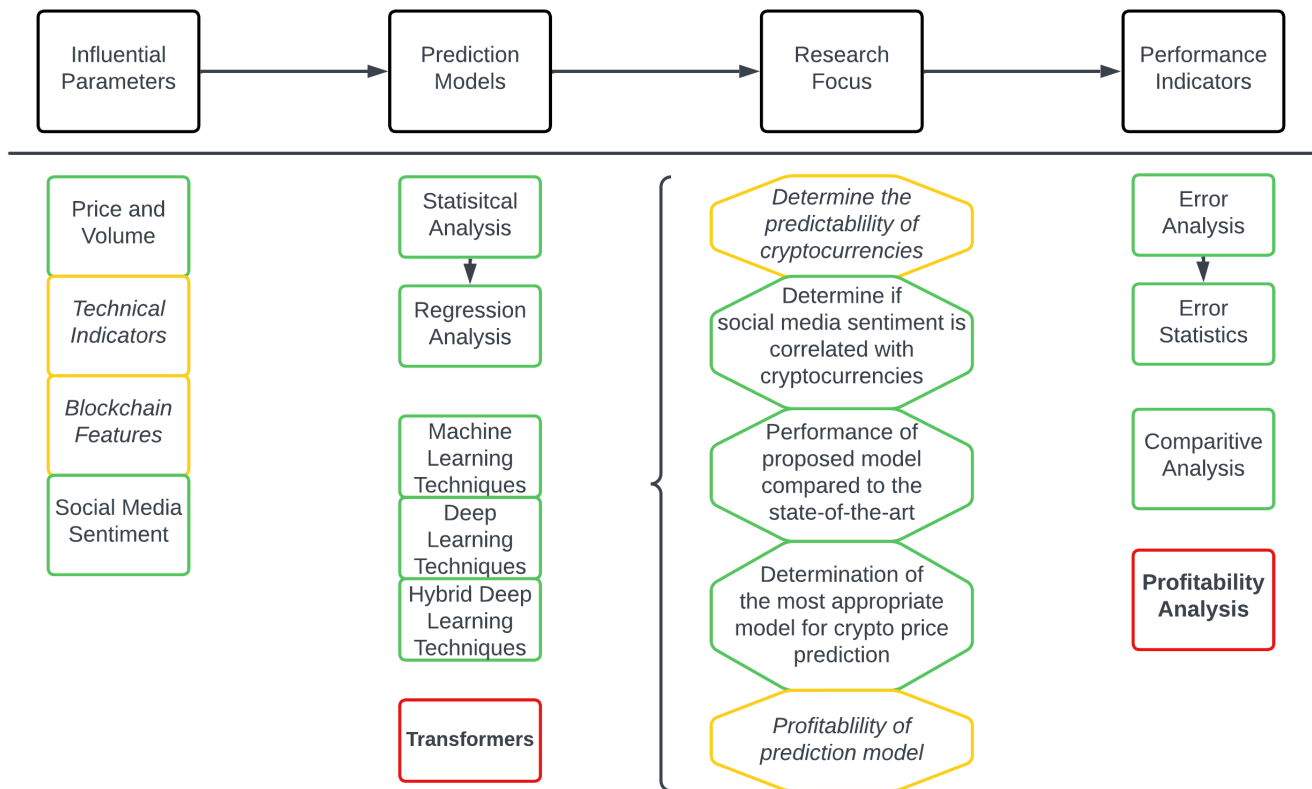 Influential
Parameters
Prediction
Models
Research
Focus
Performance
Indicators
Price and
Volume
Technical
Indicators
Blockchain
Features
Social Media
Sentiment
Statisitcal
Analysis
Regression
Analysis
Machine
Learning
Techniques
Deep
Learning
Techniques
Hybrid Deep
Learning
Techniques
Transformers
Determine the
predictablility of
cryptocurrencies
Determine if
social media sentiment is
correlated with
cryptocurrencies
Performance of
proposed model
compared to the
state-of-the-art
Determination of
the most appropriate
model for crypto price
prediction
Profitablility of
prediction model
Error
Analysis
Error
Statistics
Comparitive
Analysis
Profitability
Analysis